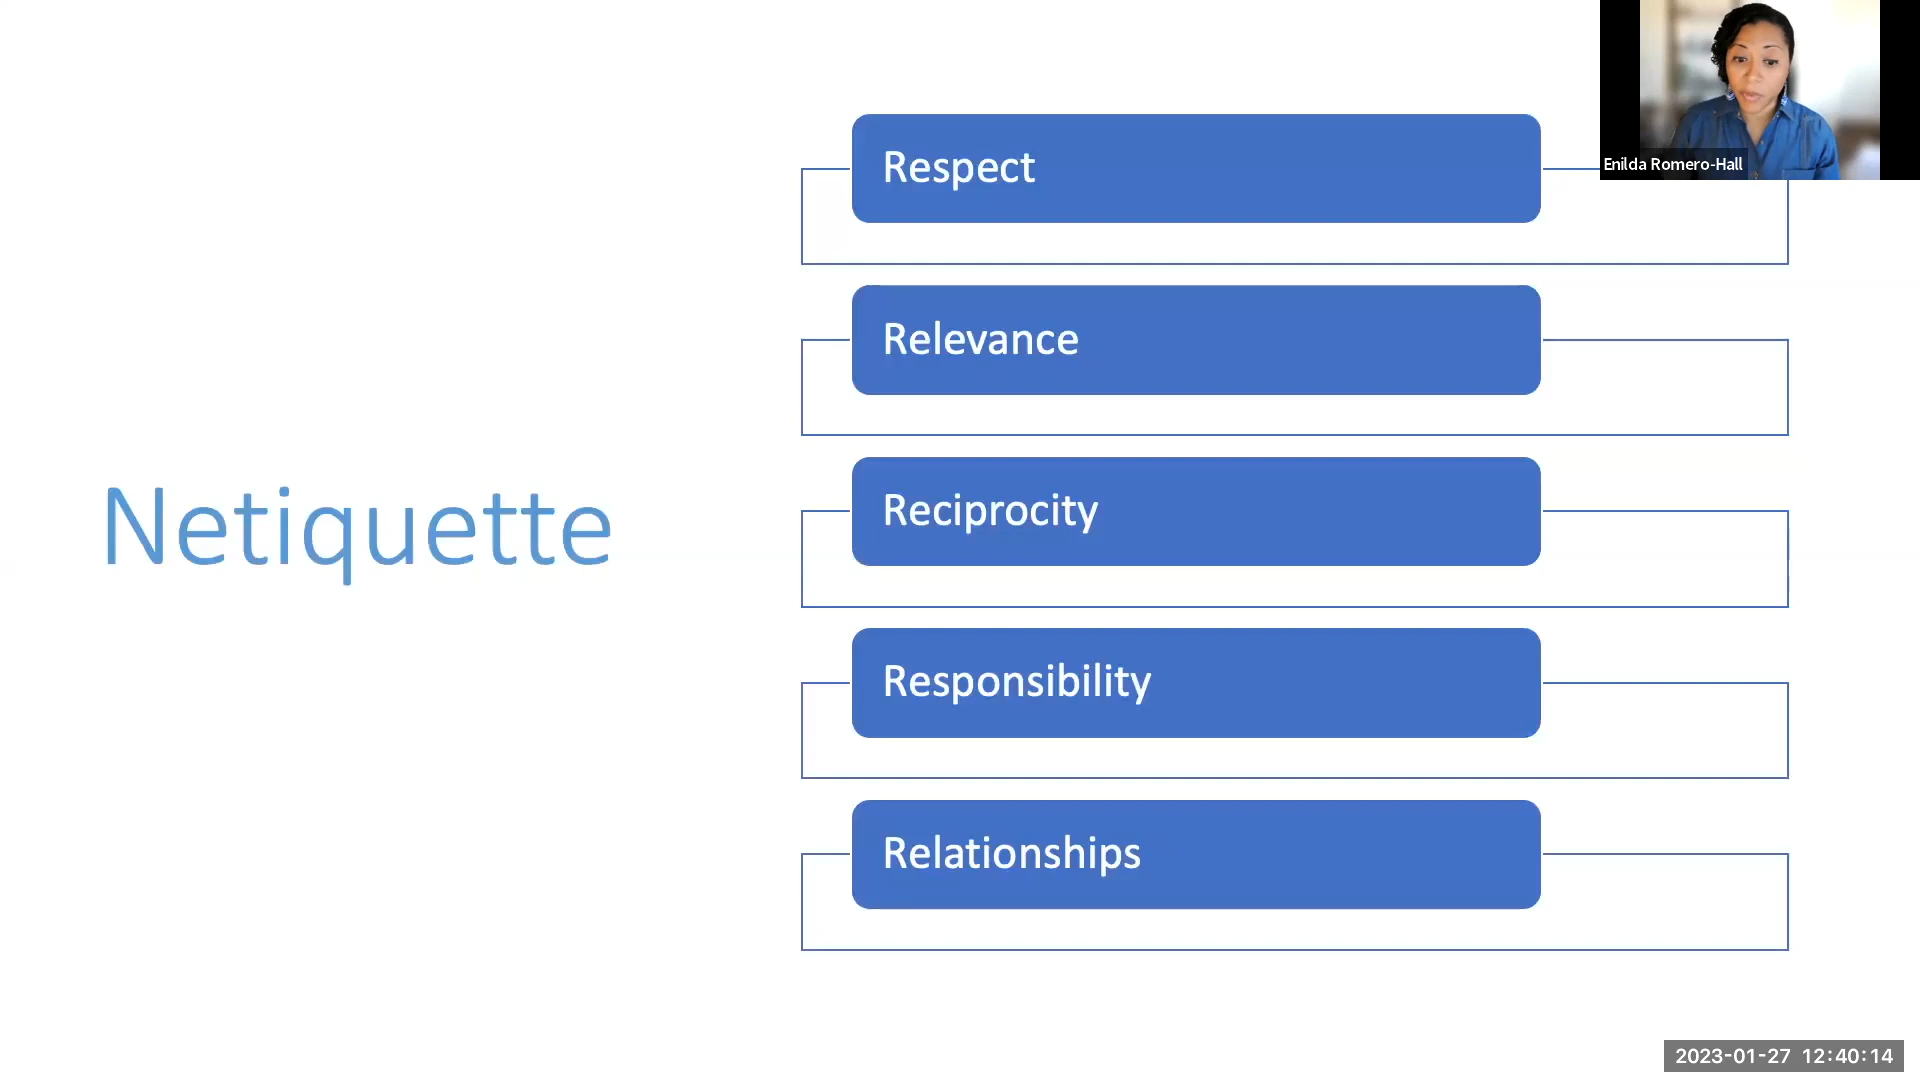 Netiquette
Respect
Relevance
Reciprocity
Responsibility
Relationships
Enilda Romero-Hall
2023-01-27 12:40:14